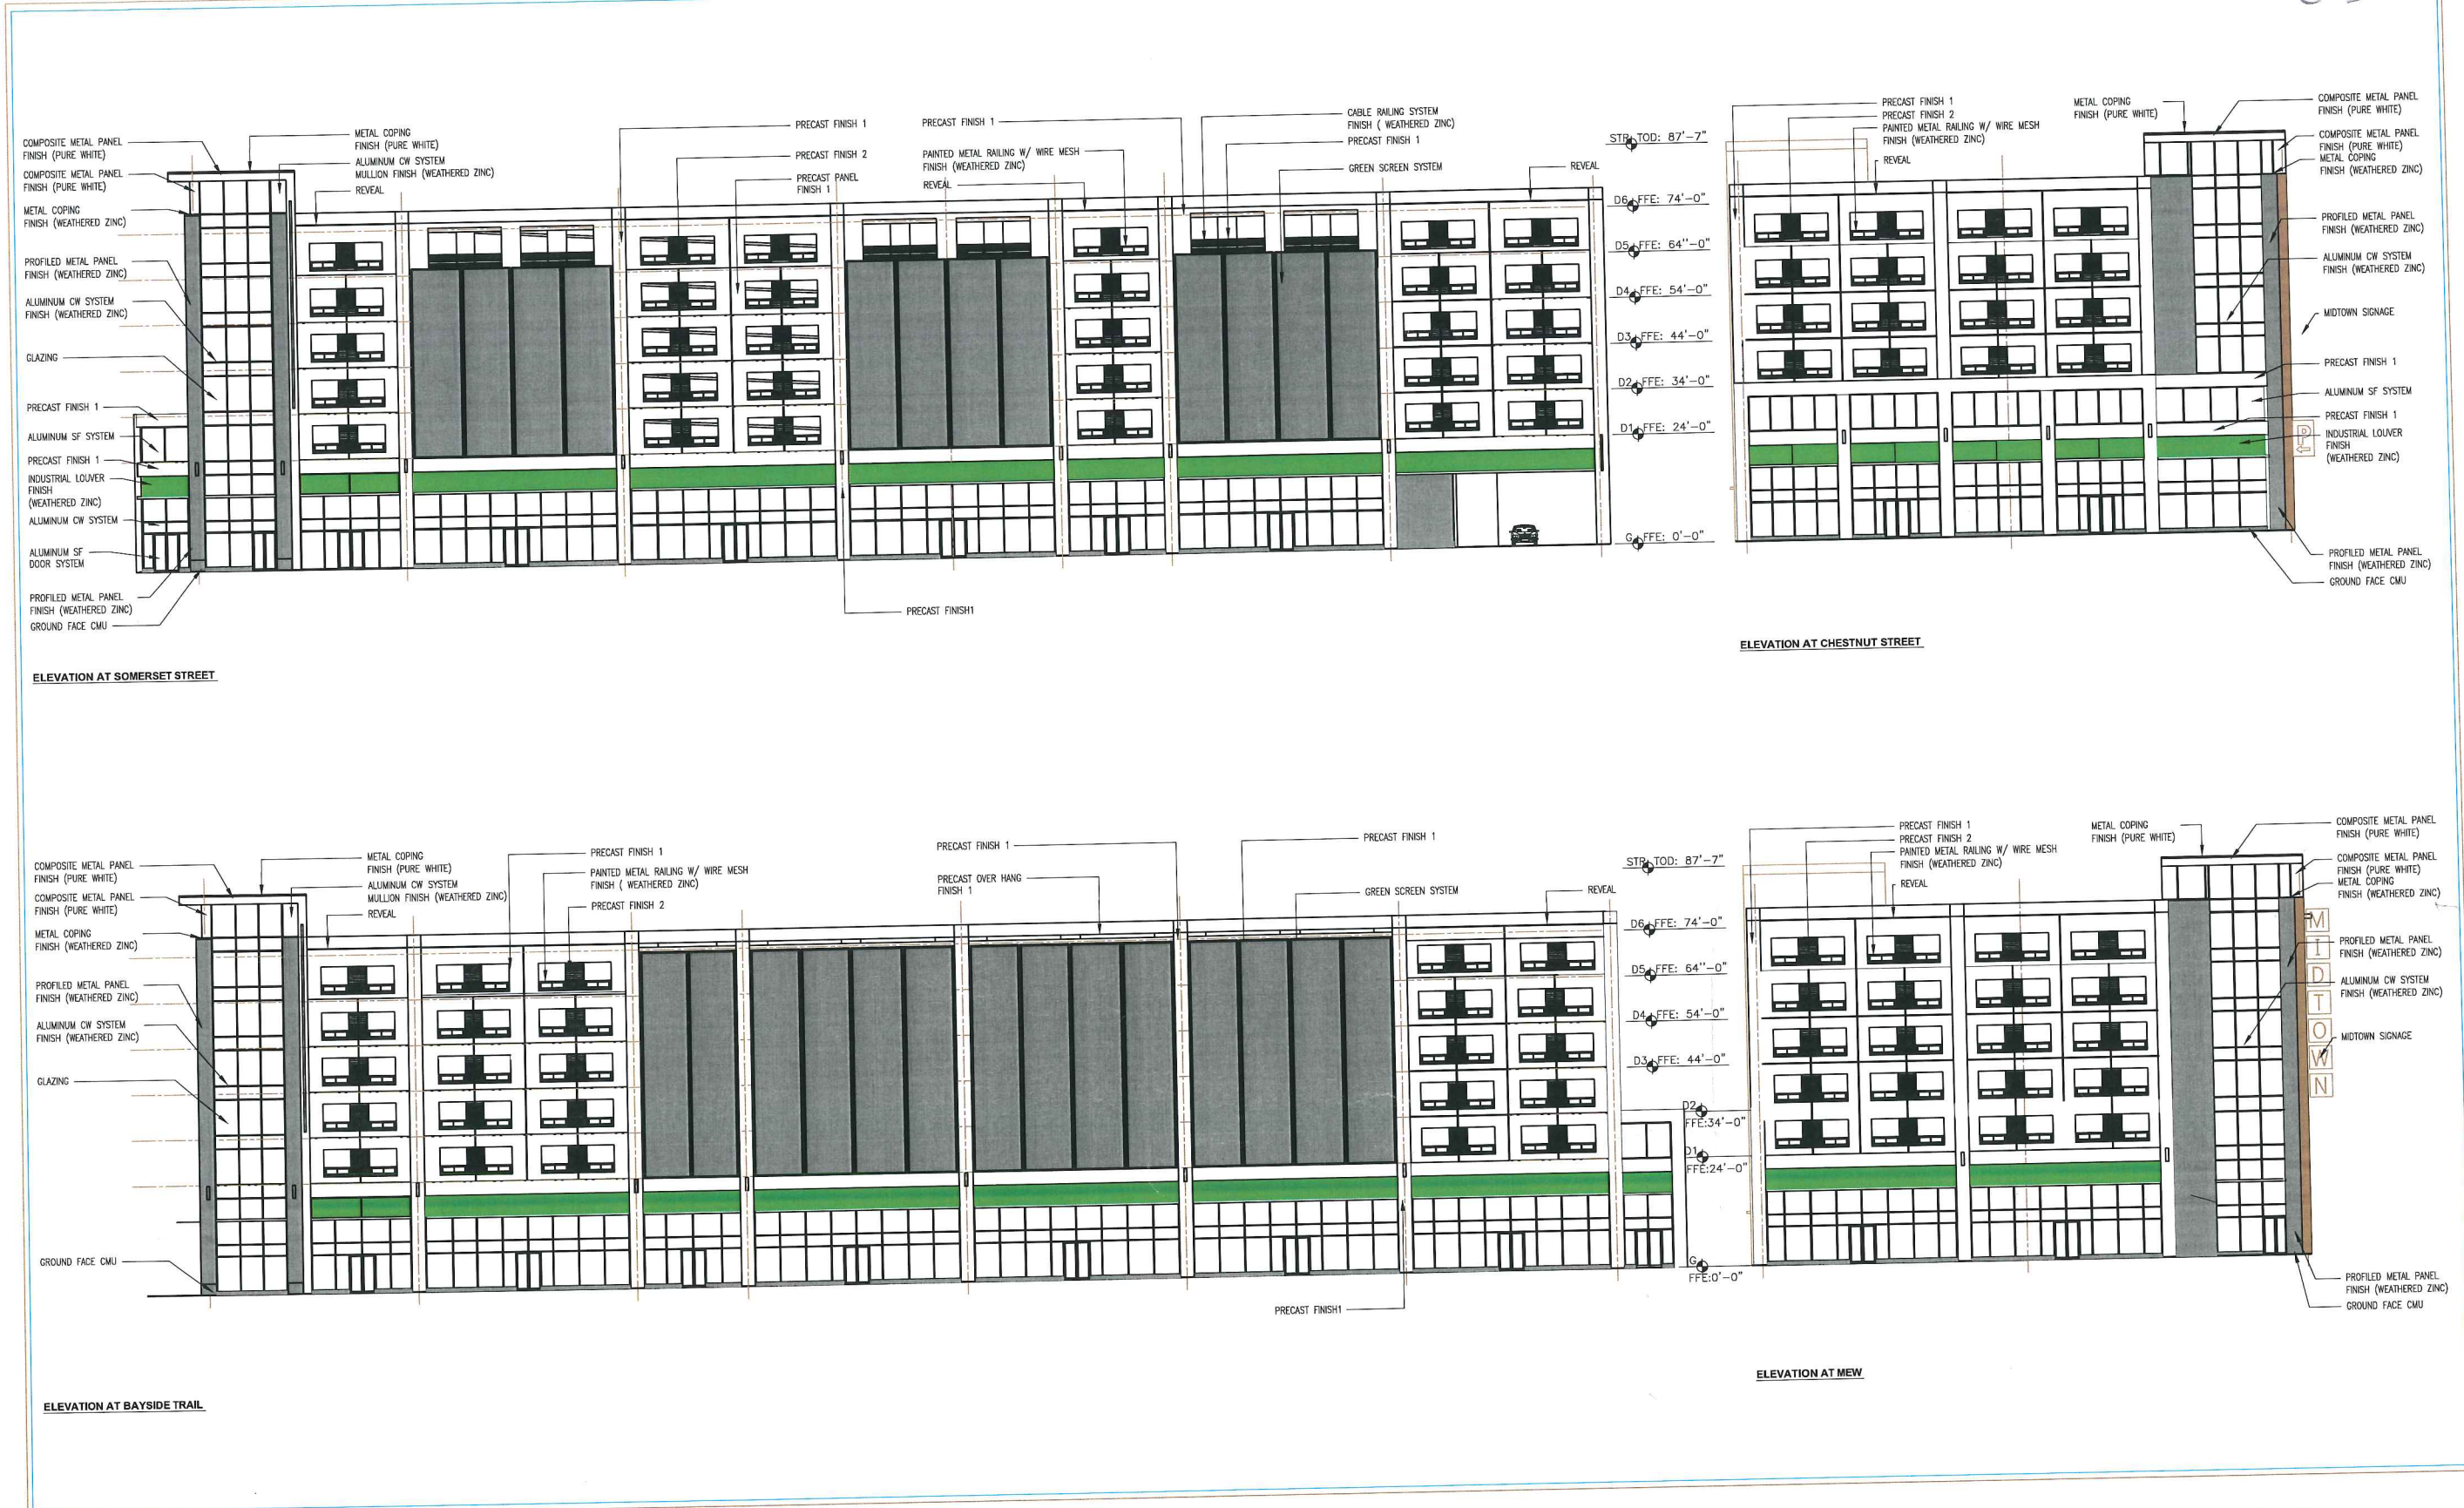 COMPOSITE METAL PANEL
FINISH (PURE WHITE)
COMPOSITE METAL PANEL
FINISH (PURE WHITE)
METAL COPING
FINISH (WEATHERED ZINC)
PROFILED METAL PANEL
FINISH (WEATHERED ZINC)
ALUMINUM CW SYSTEM
FINISH (WEATHERED ZINC)
GLAZING
PRECAST FINISH 1
ALUMINUM SF SYSTEM
PRECAST FINISH 1
INDUSTRIAL LOUVER
FINISH
(WEATHERED ZINC)
ALUMINUM CW SYSTEM
ALUMINUM SF
DOOR SYSTEM
PROFILED METAL PANEL
FINISH (WEATHERED ZINC)
GROUND FACE CMU
METAL COPING
FINISH (PURE WHITE)
ALUMINUM CW SYSTEM
MULLION FINISH (WEATHERED ZINC)
REVEAL
PRECAST FINISH 1
PRECAST FINISH 2
PRECAST PANEL
FINISH 1
PRECAST FINISH 1
PAINTED METAL RAILING W/ WIRE MESH
FINISH (WEATHERED ZINC)
REVEAL
CABLE RAILING SYSTEM
FINISH ( WEATHERED ZINC)
PRECAST FINISH 1
GREEN SCREEN SYSTEM
REVEAL
PRECAST FINISH1
STR. TOD: 87'-7"
D6 FFE: 74'-0"
D5 FFE: 64''-0"
D4 FFE: 54'-0"
D3 FFE: 44'-0"
D2 FFE: 34'-0"
D1 FFE: 24'-0"
G FFE: 0'-0"
ELEVATION AT SOMERSET STREET
PRECAST FINISH 1
PRECAST FINISH 2
PAINTED METAL RAILING W/ WIRE MESH
FINISH (WEATHERED ZINC)
REVEAL
METAL COPING
FINISH (PURE WHITE)
COMPOSITE METAL PANEL
FINISH (PURE WHITE)
COMPOSITE METAL PANEL
FINISH (PURE WHITE)
METAL COPING
FINISH (WEATHERED ZINC)
PROFILED METAL PANEL
FINISH (WEATHERED ZINC)
ALUMINUM CW SYSTEM
FINISH (WEATHERED ZINC)
MIDTOWN SIGNAGE
PRECAST FINISH 1
ALUMINUM SF SYSTEM
PRECAST FINISH 1
INDUSTRIAL LOUVER
FINISH
(WEATHERED ZINC)
P
PROFILED METAL PANEL
FINISH (WEATHERED ZINC)
GROUND FACE CMU
ELEVATION AT CHESTNUT STREET
COMPOSITE METAL PANEL
FINISH (PURE WHITE)
COMPOSITE METAL PANEL
FINISH (PURE WHITE)
METAL COPING
FINISH (WEATHERED ZINC)
PROFILED METAL PANEL
FINISH (WEATHERED ZINC)
ALUMINUM CW SYSTEM
FINISH (WEATHERED ZINC)
GLAZING
GROUND FACE CMU
METAL COPING
FINISH (PURE WHITE)
ALUMINUM CW SYSTEM
MULLION FINISH (WEATHERED ZINC)
REVEAL
PRECAST FINISH 1
PAINTED METAL RAILING W/ WIRE MESH
FINISH ( WEATHERED ZINC)
PRECAST FINISH 2
PRECAST FINISH 1
PRECAST OVER HANG
FINISH 1
PRECAST FINISH 1
GREEN SCREEN SYSTEM
REVEAL
PRECAST FINISH1
STR. TOD: 87'-7"
D6 FFE: 74'-0"
D5 FFE: 64''-0"
D4 FFE: 54'-0"
D3 FFE: 44'-0"
D2
FFE:34'-0"
D1
FFE:24'-0"
G
FFE:0'-0"
ELEVATION AT BAYSIDE TRAIL
PRECAST FINISH 1
PRECAST FINISH 2
PAINTED METAL RAILING W/ WIRE MESH
FINISH (WEATHERED ZINC)
REVEAL
METAL COPING
FINISH (PURE WHITE)
COMPOSITE METAL PANEL
FINISH (PURE WHITE)
COMPOSITE METAL PANEL
FINISH (PURE WHITE)
METAL COPING
FINISH (WEATHERED ZINC)
PROFILED METAL PANEL
FINISH (WEATHERED ZINC)
ALUMINUM CW SYSTEM
FINISH (WEATHERED ZINC)
MIDTOWN SIGNAGE
M
I
D
T
O
W
N
PROFILED METAL PANEL
FINISH (WEATHERED ZINC)
GROUND FACE CMU
ELEVATION AT MEW